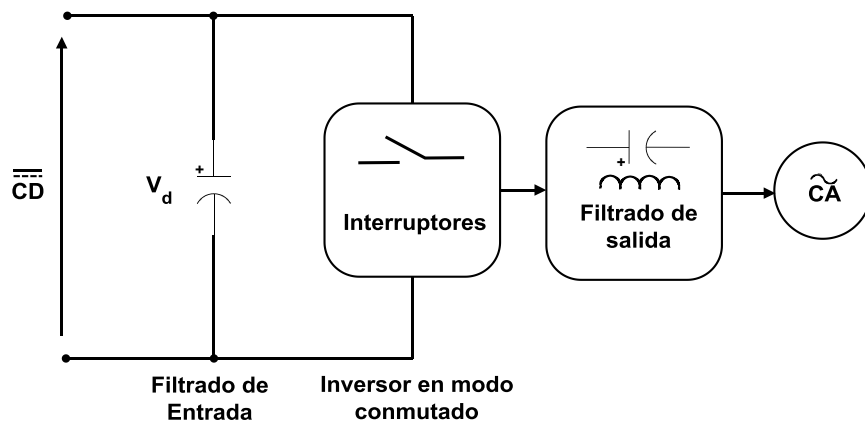 CD
+
V d
Interruptores
+
Filtrado de
salida
CA
Filtrado de
Entrada
Inversor en modo
conmutado